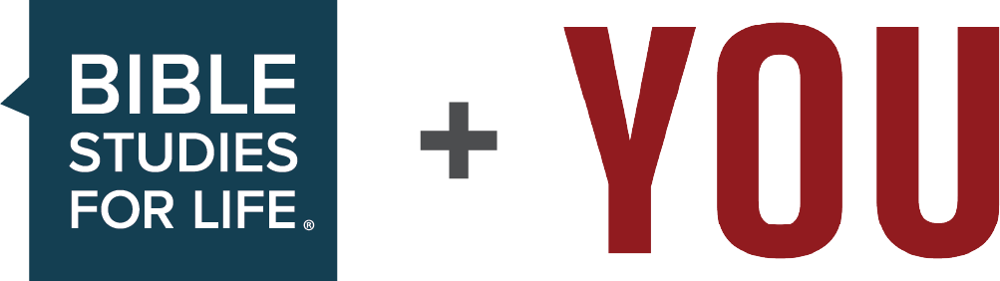 BIBLE
STUDIES
FOR LIFE®
+
YOU